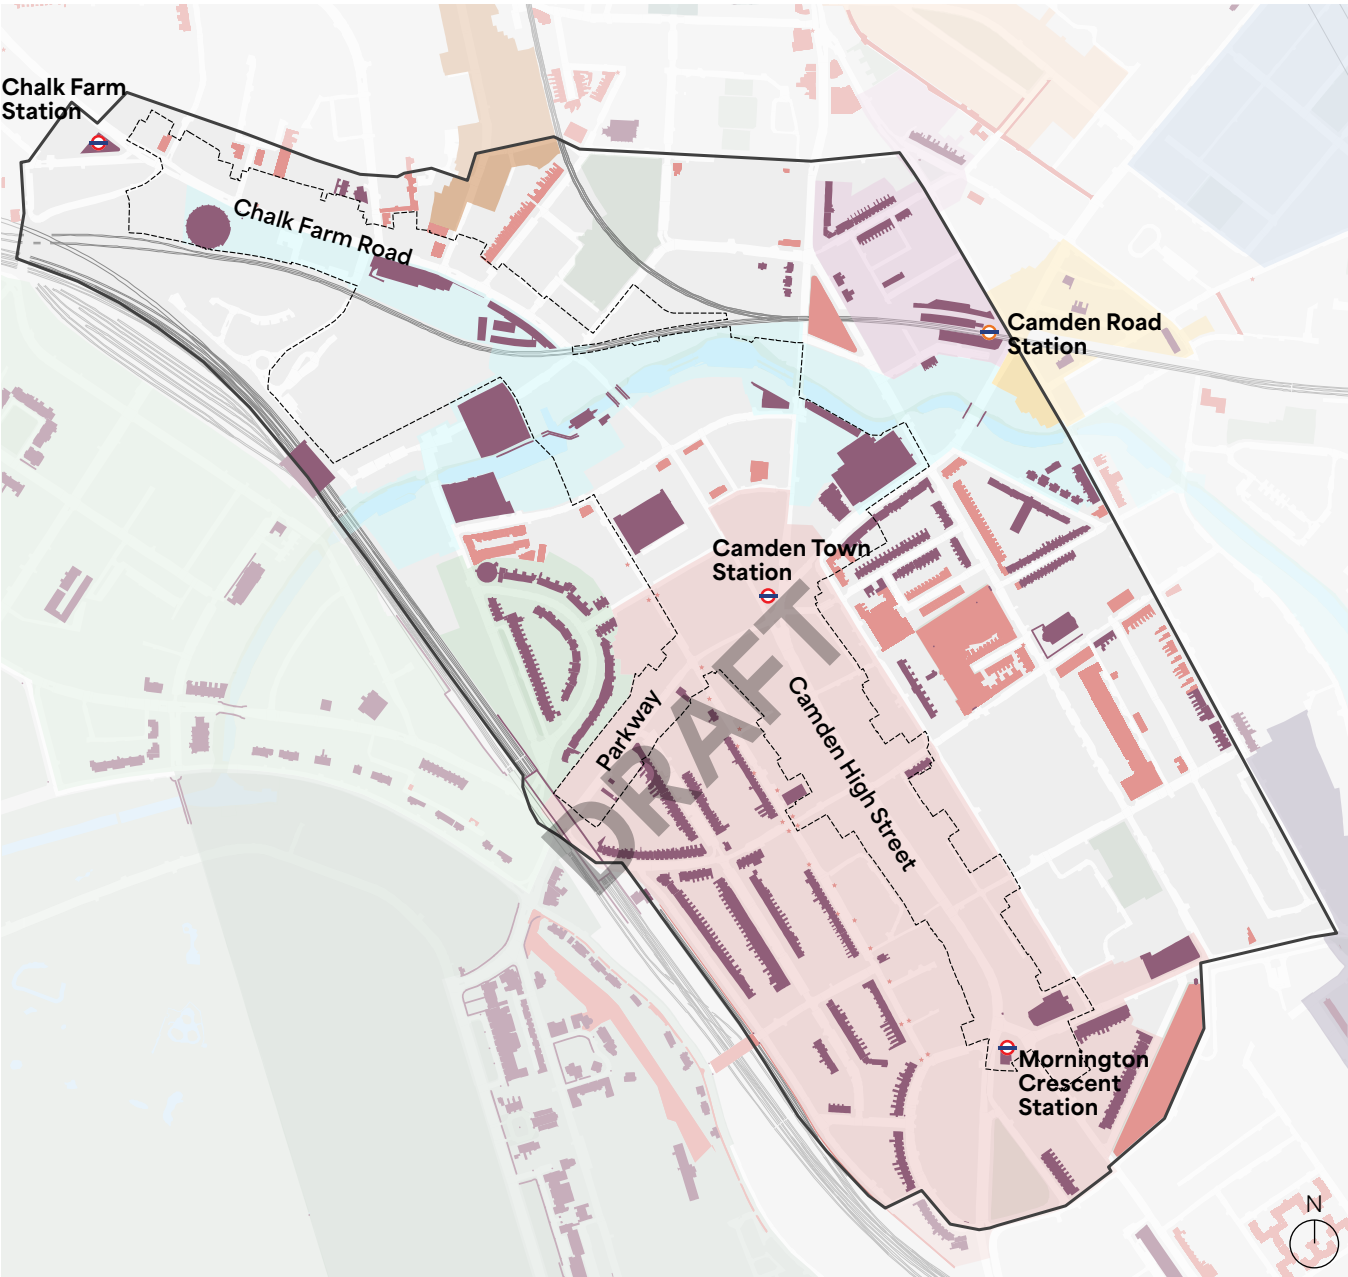 Chalk Farm
Station
Chalk Farm Road
Camden Road
Station
Camden Town
Station
Parkway
DRAFT
Camden High Street
Mornington
Crescent
Station
N